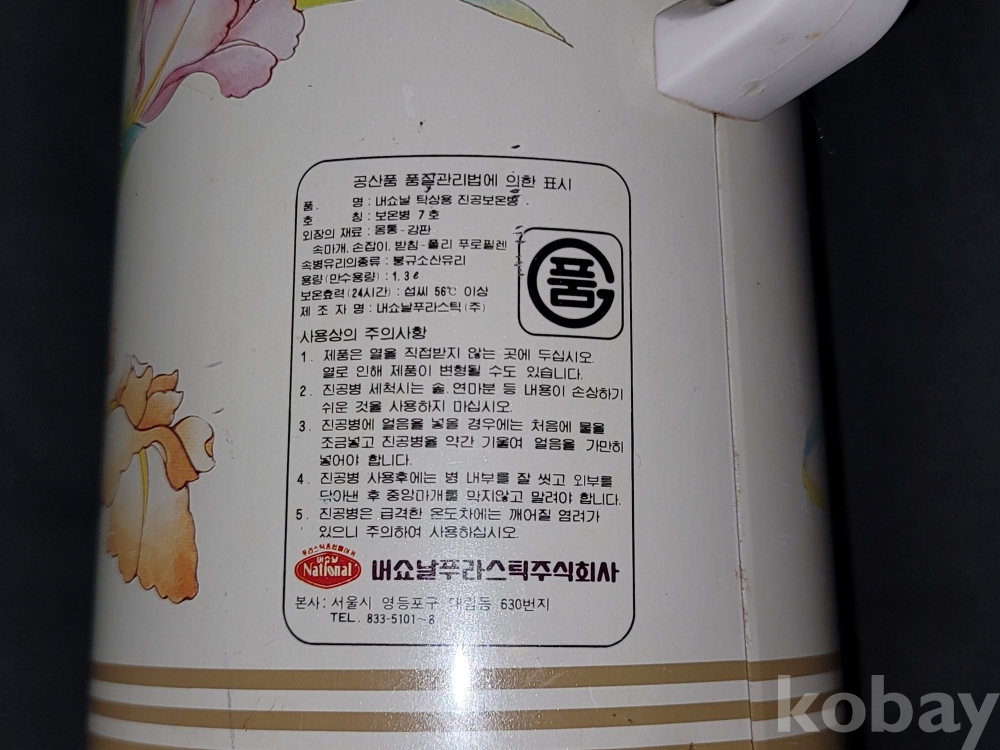 공산품 품질관리법에 의한 표시
품. 명 : 내쇼날 탁상용 진공보온병.
호 칭 : 보온병 7호
외장의 재료 : 몸통-강판
속마개, 손잡이, 받침-폴리 푸로필렌
속병유리의종류 : 붕규소산유리
용량(만수용량) : 1.3ℓ
보온효력(24시간) : 섭씨 56℃ 이상
제 조 자 명 : 내쇼날푸라스틱(주)
품
사용상의 주의사항
1. 제품은 열을 직접받지 않는 곳에 두십시오.
열로 인해 제품이 변형될 수도 있습니다.
2. 진공병 세척시는 솔, 연마분 등 내용이 손상하기
쉬운 것을 사용하지 마십시오.
3. 진공병에 얼음을 넣을 경우에는 처음에 물을
조금넣고 진공병을 약간 기울여 얼음을 가만히
넣어야 합니다.
4. 진공병 사용후에는 병 내부를 잘 씻고 외부를
닦아낸 후 중앙마개를 막지않고 말려야 합니다.
5. 진공병은 급격한 온도차에는 깨어질 염려가
있으니 주의하여 사용하십시오.
푸라스틱종합메이커
내쇼날
National
내쇼날푸라스틱주식회사
본사: 서울시 영등포구 대림동 630번지
TEL. 833-5101~8
kobay